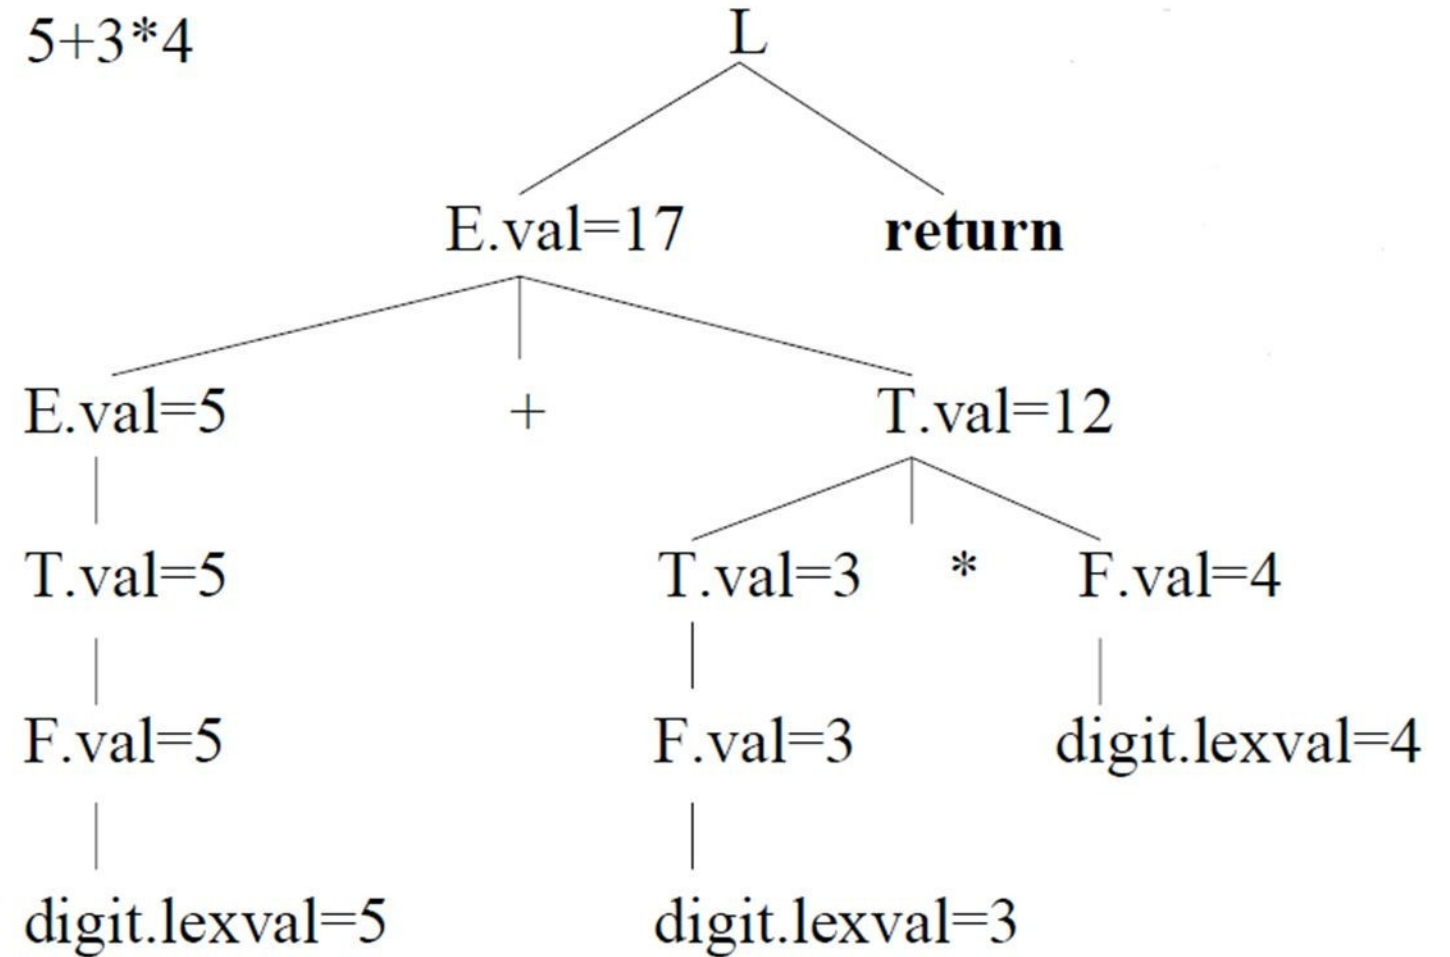 5+3*4
L
E.val=17 return
E.val=5 + T.val=12
T.val=5 T.val=3 * F.val=4
F.val=5 F.val=3 digit.lexval=4
digit.lexval=5 digit.lexval=3